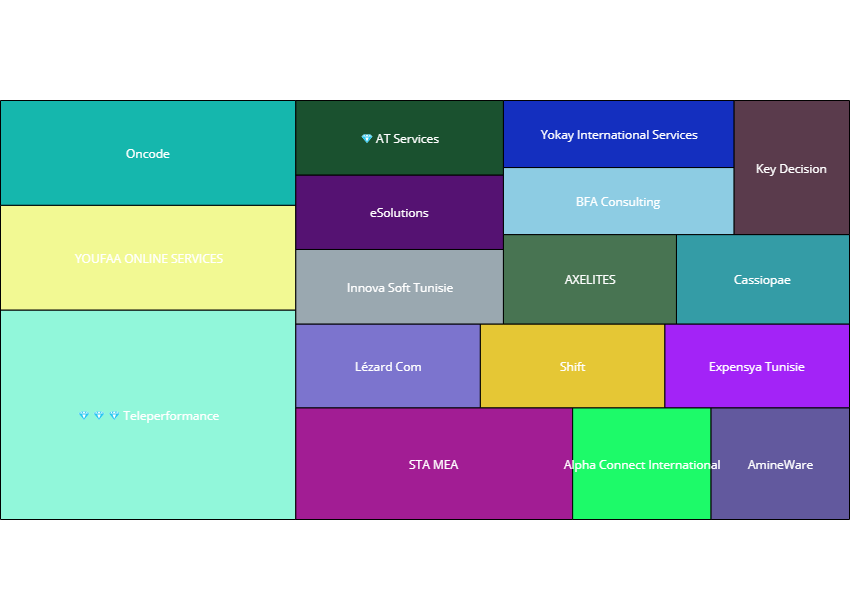 Oncode
💎 AT Services
Yokay International Services
Key Decision
BFA Consulting
eSolutions
YOUFAA ONLINE SERVICES
Innova Soft Tunisie
AXELITES
Cassiopae
Lézard Com
Shift
Expensya Tunisie
💎 💎 💎 Teleperformance
STA MEA
Alpha Connect International
AmineWare